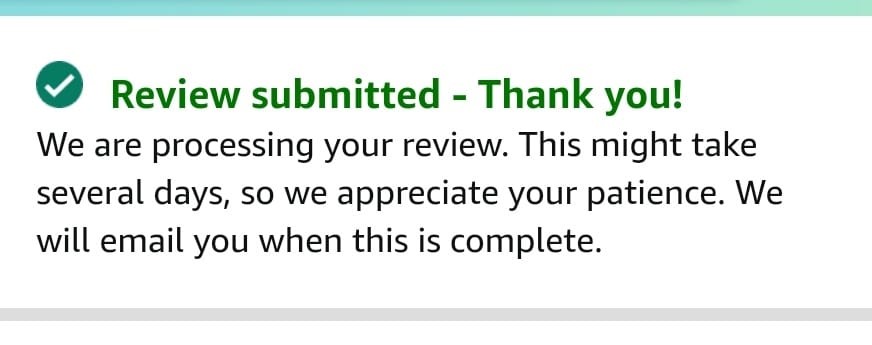 Review submitted - Thank you!
We are processing your review. This might take
several days, so we appreciate your patience. We
will email you when this is complete.